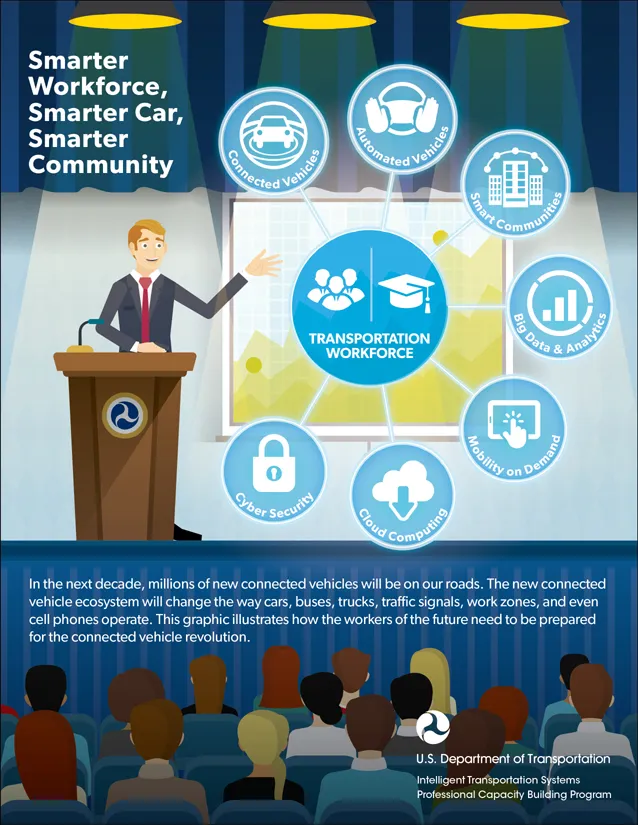 Smarter
Workforce,
Smarter Car,
Smarter
Community
Connected Vehicles
Automated Vehicles
Smart Communities
Big Data & Analytics
Mobility on Demand
Cloud Computing
Cyber Security
TRANSPORTATION
WORKFORCE
In the next decade, millions of new connected vehicles will be on our roads. The new connected
vehicle ecosystem will change the way cars, buses, trucks, traffic signals, work zones, and even
cell phones operate. This graphic illustrates how the workers of the future need to be prepared
for the connected vehicle revolution.
U.S. Department of Transportation
Intelligent Transportation Systems
Professional Capacity Building Program